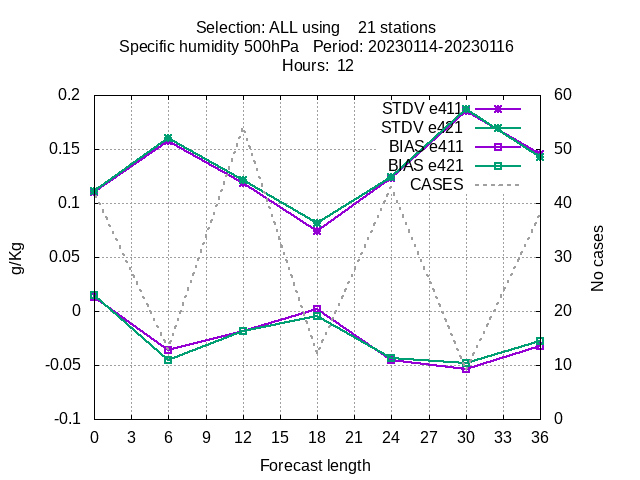 Selection: ALL using    21 stations
Specific humidity 500hPa   Period: 20230114-20230116
Hours:  12
STDV e411
STDV e421
BIAS e411
BIAS e421
CASES
0.2
0.15
0.1
0.05
0
-0.05
-0.1
g/Kg
60
50
40
30
20
10
0
No cases
0 3 6 9 12 15 18 21 24 27 30 33 36
Forecast length